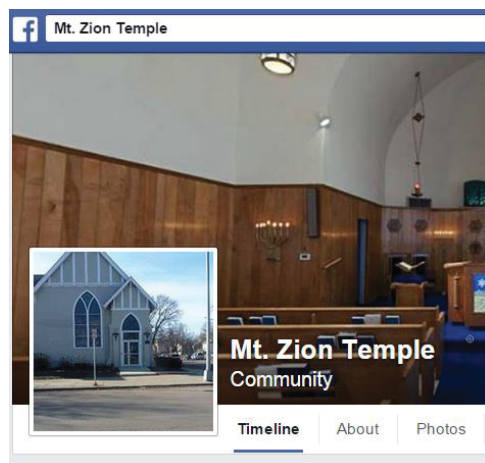 f Mt. Zion Temple
Mt. Zion Temple
Community
Timeline About Photos